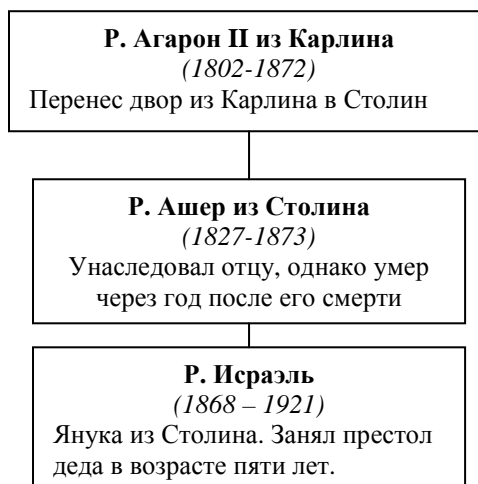 Р. Агарон II из Карлина
(1802-1872)
Перенес двор из Карлина в Столин
Р. Ашер из Столина
(1827-1873)
Унаследовал отцу, однако умер
через год после его смерти
Р. Исраэль
(1868 – 1921)
Янука из Столина. Занял престол
деда в возрасте пяти лет.